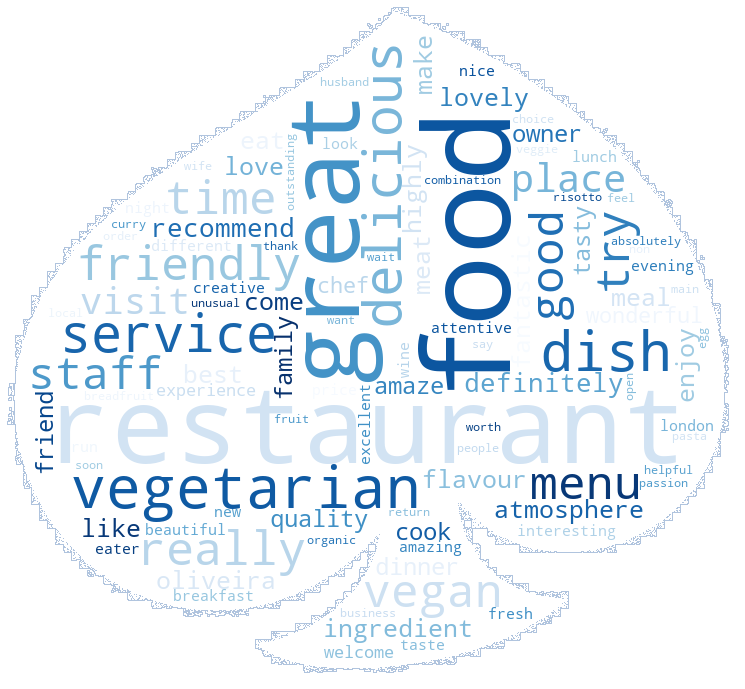 nice
husband
make
lovely
great
delicious
food
choice
owner
veggie
eat
outstanding
look
lunch
love
wife
highly
combination
place
time
risotto
feel
night
curry
recommend
good
try
tasty
absolutely
order
different
thank
friendly
wait
meat
fantastic
evening
creative
chef
meal
main
visit
unusual
come
want
wonderful
local
service
family
attentive
dish
egg
say
wine
enjoy
staff
best
amaze
definitely
open
experience
friend
excellent
restaurant
fruit
worth
london
pasta
run
people
soon
helpful
vegetarian
flavour
menu
passion
new
quality
return
atmosphere
like
beautiful
cook
interesting
eater
really
organic
amazing
dinner
oliveira
breakfast
vegan
business
fresh
ingredient
welcome
taste